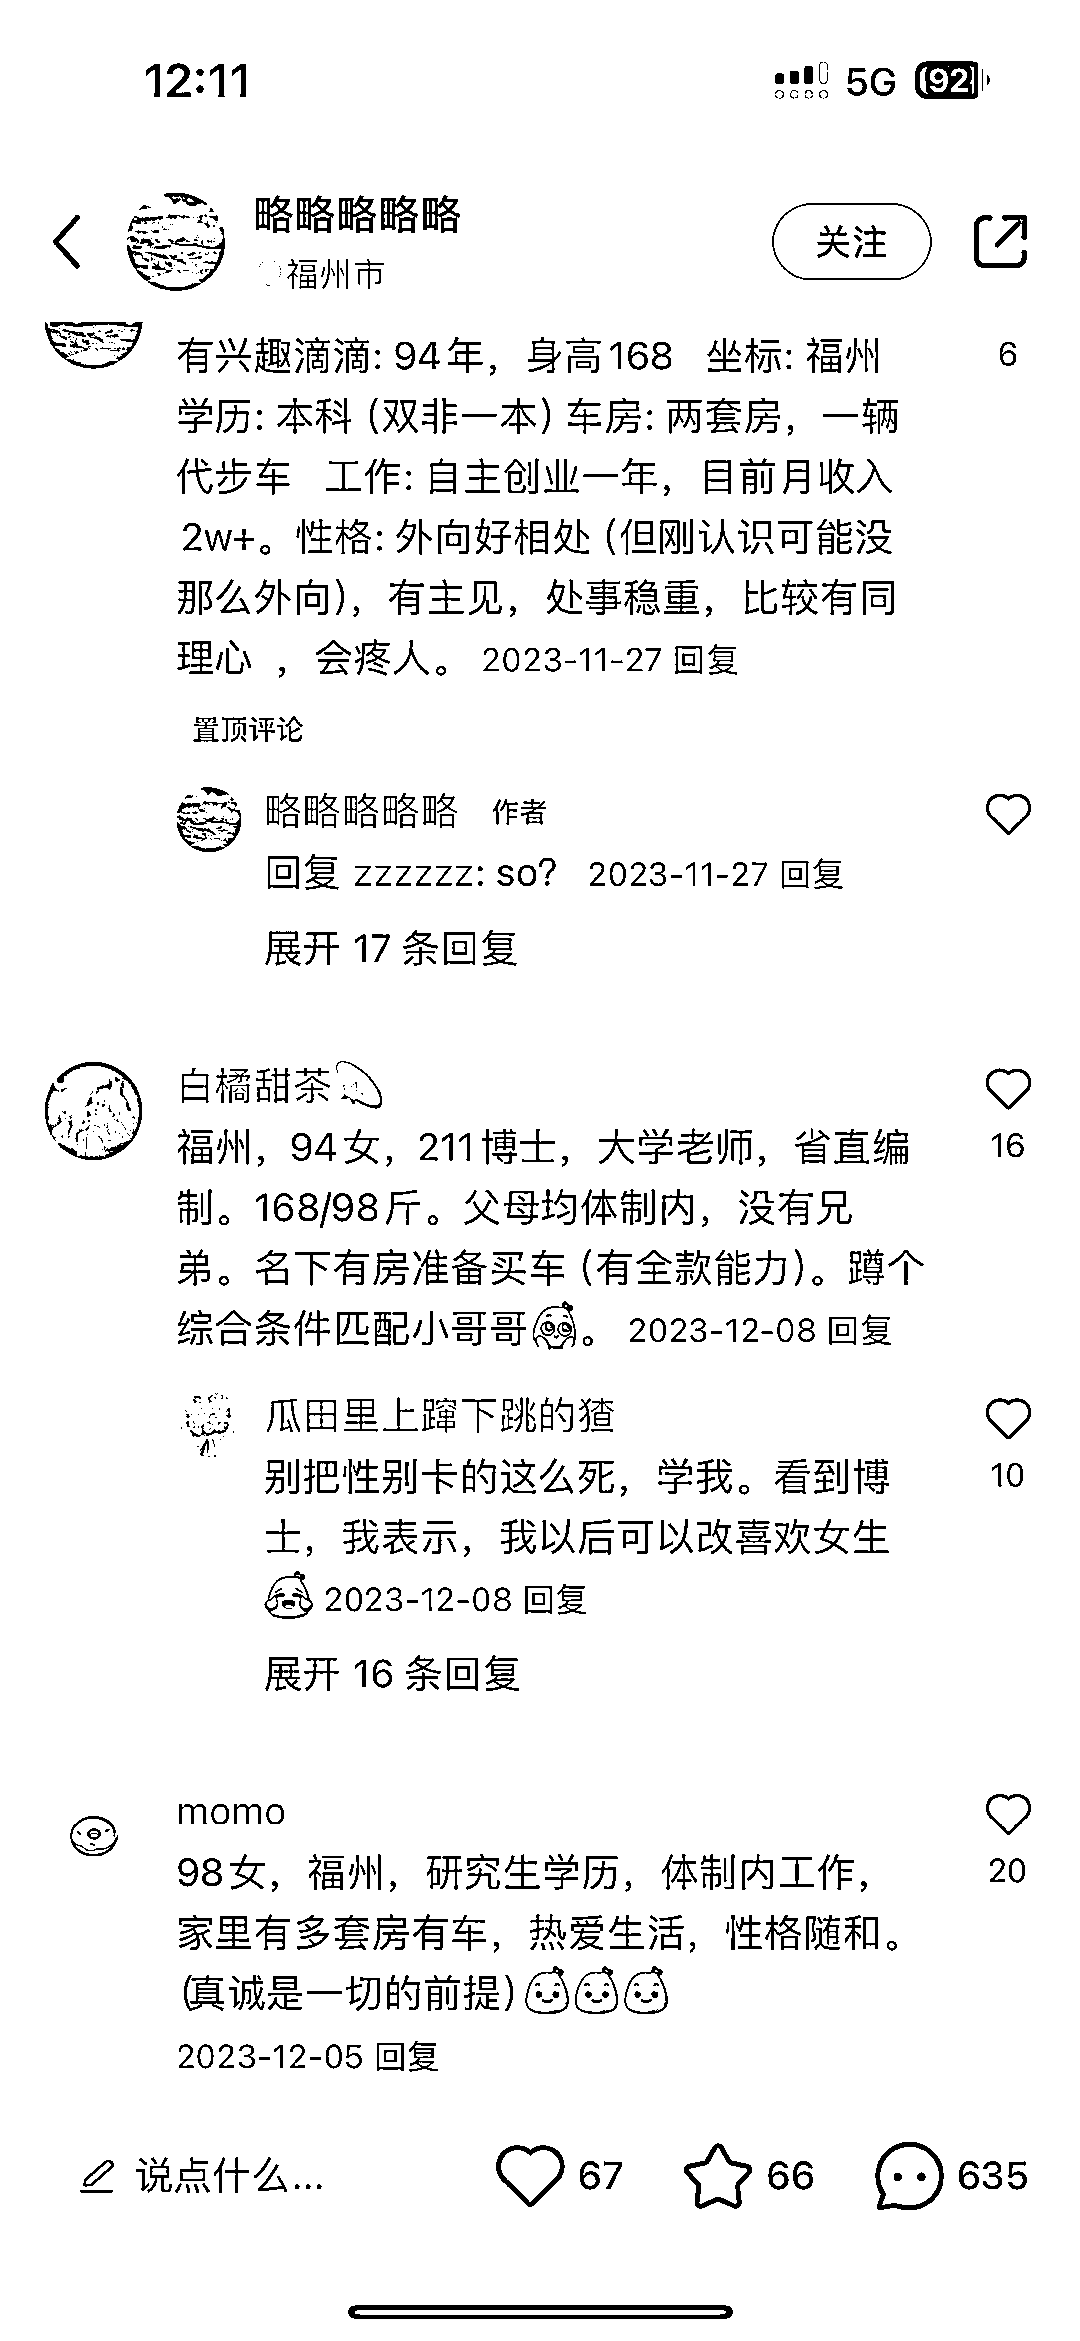 12:11
5G 92
略略略略略
福州市
关注
有兴趣滴滴: 94年，身高168 坐标: 福州
6
学历: 本科（双非一本）车房: 两套房，一辆
代步车 工作: 自主创业一年，目前月收入
2w+。性格: 外向好相处（但刚认识可能没
那么外向），有主见，处事稳重，比较有同
理心 ，会疼人。 2023-11-27 回复
置顶评论
略略略略略 作者
回复 zzzzzz: so? 2023-11-27 回复
展开 17 条回复
白橘甜茶
福州，94女，211博士，大学老师，省直编
16
制。168/98斤。父母均体制内，没有兄
弟。名下有房准备买车（有全款能力）。蹲个
综合条件匹配小哥哥。 2023-12-08 回复
瓜田里上蹿下跳的猹
别把性别卡的这么死，学我。看到博
10
士，我表示，我以后可以改喜欢女生
2023-12-08 回复
展开 16 条回复
momo
98女，福州，研究生学历，体制内工作，
20
家里有多套房有车，热爱生活，性格随和。
(真诚是一切的前提)
2023-12-05 回复
说点什么...
67
66
635